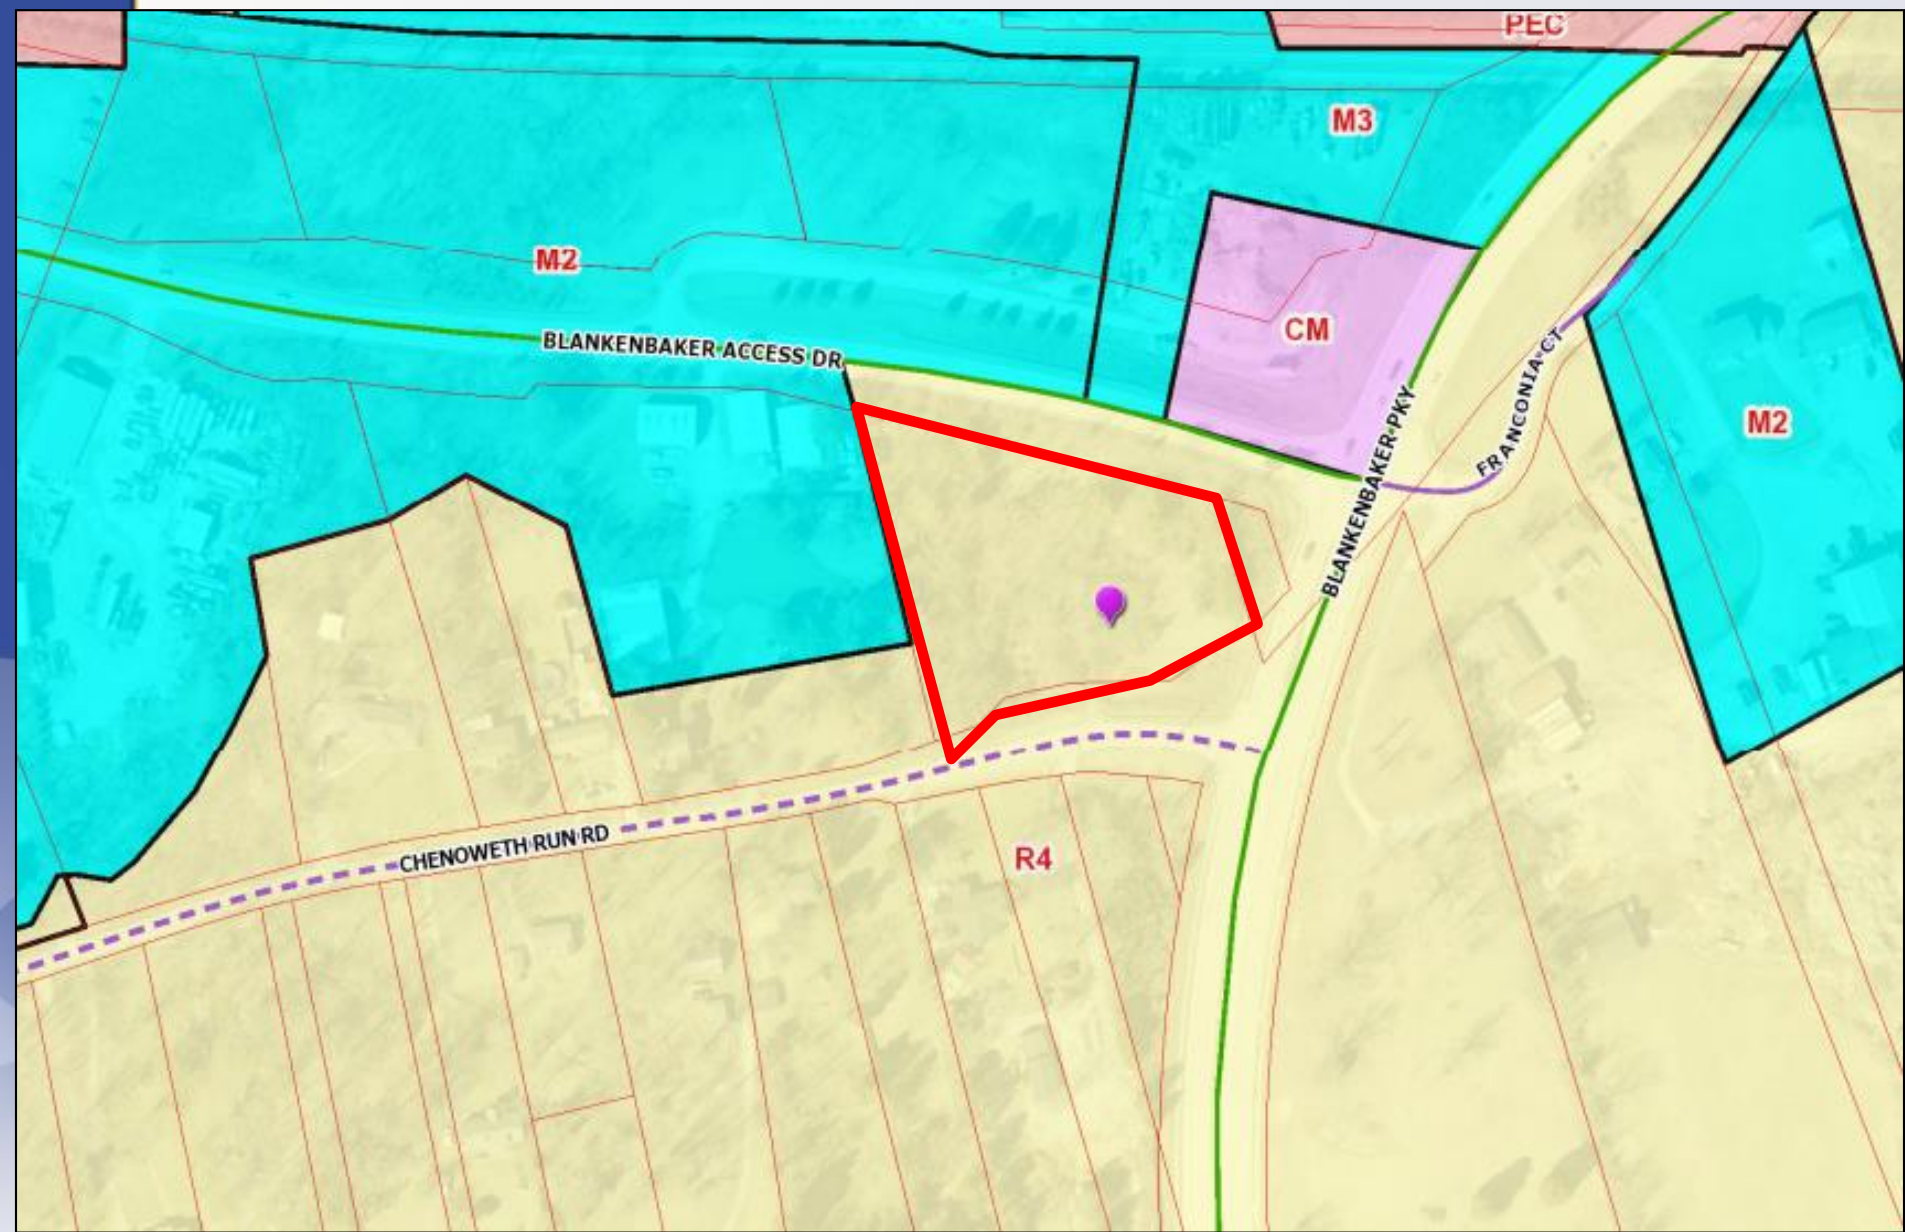 PEC
M3
M2
BLANKENBAKER ACCESS DR
CM
BLANKENBAKER PKY
FRANCONIA CT
M2
CHENOWETH RUN RD
R4